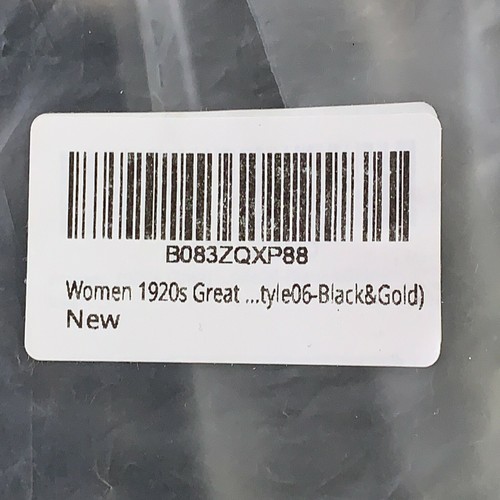 B083ZQXP88
Women 1920s Great ...tyle06-Black&Gold)
New